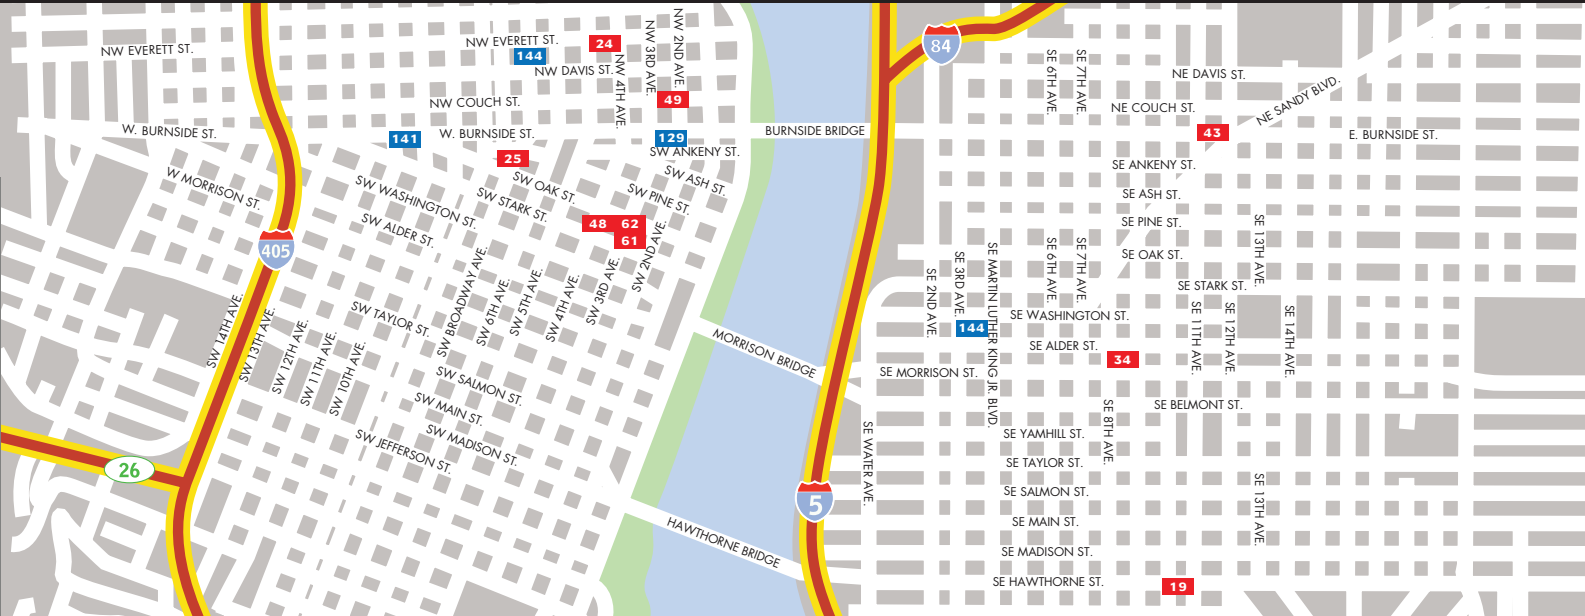 NW EVERETT ST.
NW EVERETT ST.
144
24
NW DAVIS ST.
NW 4TH AVE.
NW 3RD AVE.
NW 2ND AVE.
84
SE 6TH AVE.
SE 7TH AVE.
NE DAVIS ST.
NE SANDY BLVD.
NW COUCH ST.
49
NE COUCH ST.
W. BURNSIDE ST.
141
W. BURNSIDE ST.
129
BURNSIDE BRIDGE
43
E. BURNSIDE ST.
25
SW ANKENY ST.
SE ANKENY ST.
W MORRISON ST.
SW WASHINGTON ST.
SW OAK ST.
SW STARK ST.
SW ASH ST.
SW PINE ST.
SE ASH ST.
SW ALDER ST.
48
62
61
SE PINE ST.
405
SW 2ND AVE.
SE OAK ST.
SE 13TH AVE.
SE 2ND AVE.
SE 3RD AVE.
SE MARTIN LUTHER KING JR. BLVD.
SE 6TH AVE.
SE 7TH AVE.
SE STARK ST.
SW 14TH AVE.
SW 13TH AVE.
SW 12TH AVE.
SW 11TH AVE.
SW 10TH AVE.
SW TAYLOR ST.
SW BROADWAY AVE.
SW 6TH AVE.
SW 5TH AVE.
SW 4TH AVE.
SW 3RD AVE.
144
SE WASHINGTON ST.
SE 11TH AVE.
SE 12TH AVE.
SE 14TH AVE.
MORRISON BRIDGE
SE ALDER ST.
34
SE MORRISON ST.
SW SALMON ST.
SW MAIN ST.
SW MADISON ST.
SW JEFFERSON ST.
SE BELMONT ST.
SE 8TH AVE.
SE WATER AVE.
SE YAMHILL ST.
26
SE TAYLOR ST.
5
SE SALMON ST.
SE 13TH AVE.
HAWTHORNE BRIDGE
SE MAIN ST.
SE MADISON ST.
SE HAWTHORNE ST.
19